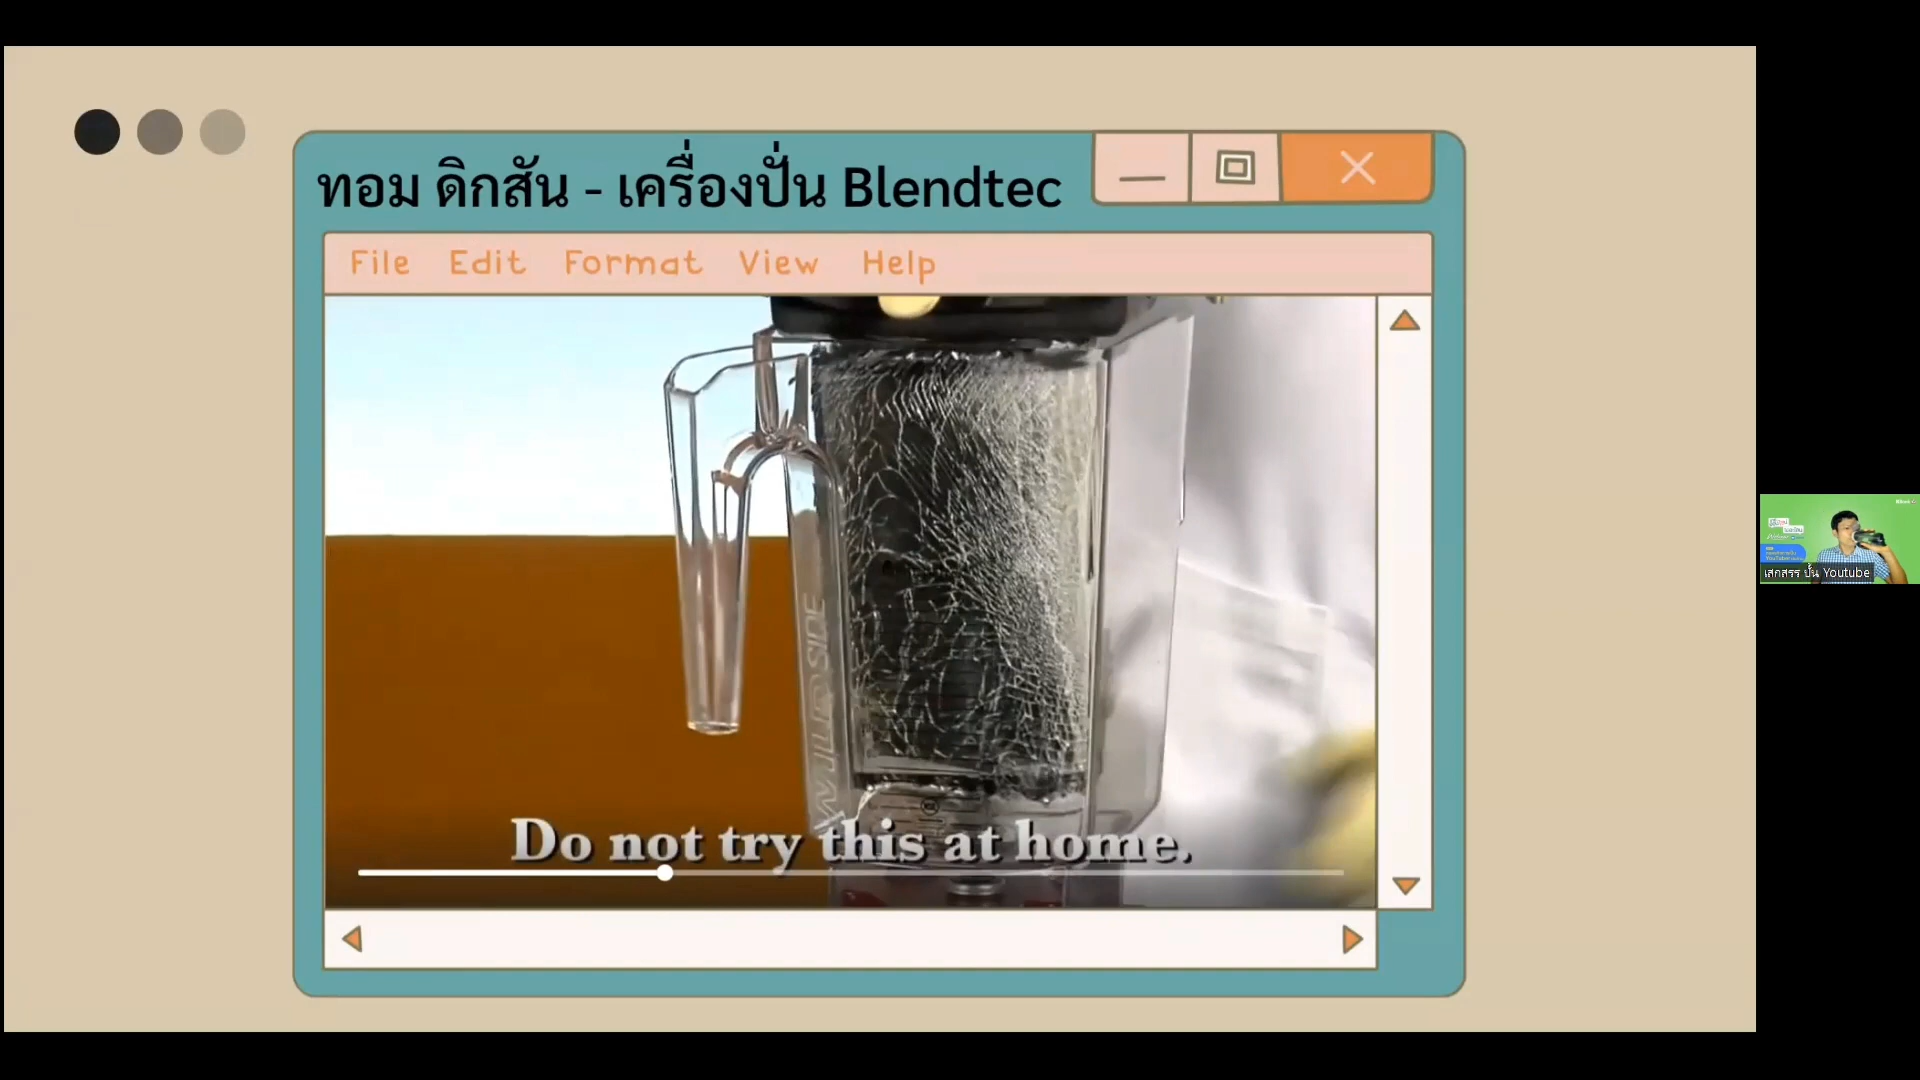 ทอม ดิกสัน - เครื่องปั่น Blendtec
File Edit Format View Help
WILDSIDE
Do not try this at home.
เสกสรร ปั้น Youtube